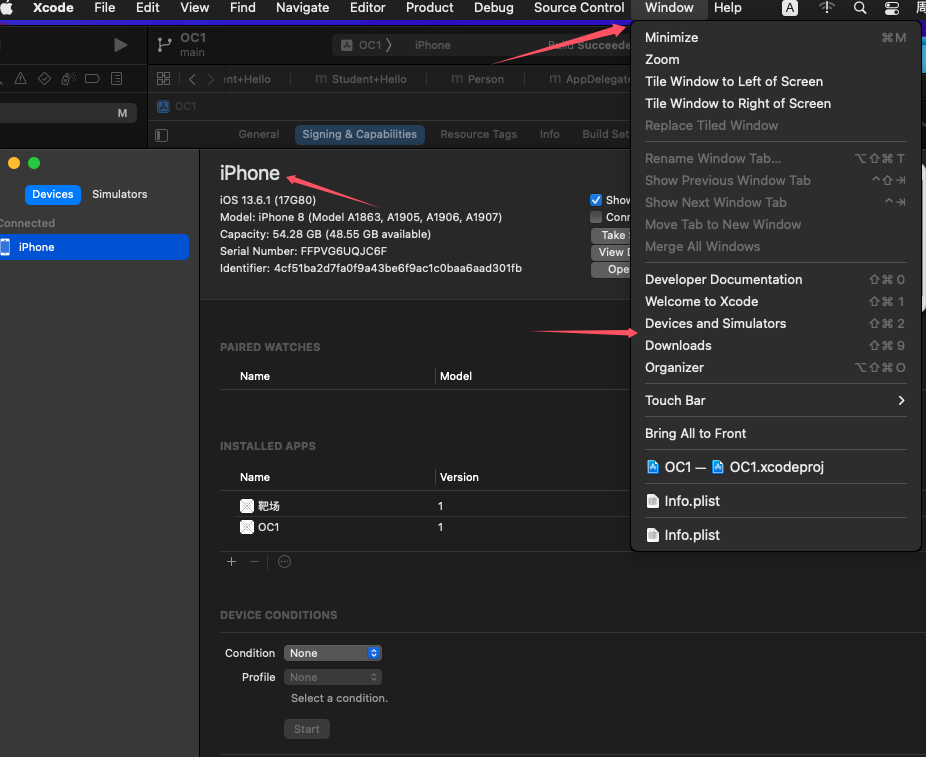 Xcode File Edit View Find Navigate Editor Product Debug Source Control Window Help A
OC1
main
OC1 iPhone
Build Succeede
nt+Hello m Student+Hello m Person m AppDelegate
M
OC1
General Signing & Capabilities Resource Tags Info Build Set
Devices Simulators
Connected
iPhone
iPhone
iOS 13.6.1 (17G80)
Model: iPhone 8 (Model A1863, A1905, A1906, A1907)
Capacity: 54.28 GB (48.55 GB available)
Serial Number: FFPVG6UQJC6F
Identifier: 4cf51ba2d7fa0f9a43be6f9ac1c0baa6aad301fb
Show
Conn
Take
View D
Ope
PAIRED WATCHES
Name Model
INSTALLED APPS
Name Version
靶场 1
OC1 1
DEVICE CONDITIONS
Condition None
Profile None
Select a condition.
Start
Minimize ⌘M
Zoom
Tile Window to Left of Screen
Tile Window to Right of Screen
Replace Tiled Window
Rename Window Tab... ⌥⇧⌘T
Show Previous Window Tab ^⇧⇥
Show Next Window Tab ^⇥
Move Tab to New Window
Merge All Windows
Developer Documentation ⇧⌘0
Welcome to Xcode ⇧⌘1
Devices and Simulators ⇧⌘2
Downloads ⇧⌘9
Organizer ⌥⇧⌘O
Touch Bar
Bring All to Front
OC1 — OC1.xcodeproj
Info.plist
Info.plist